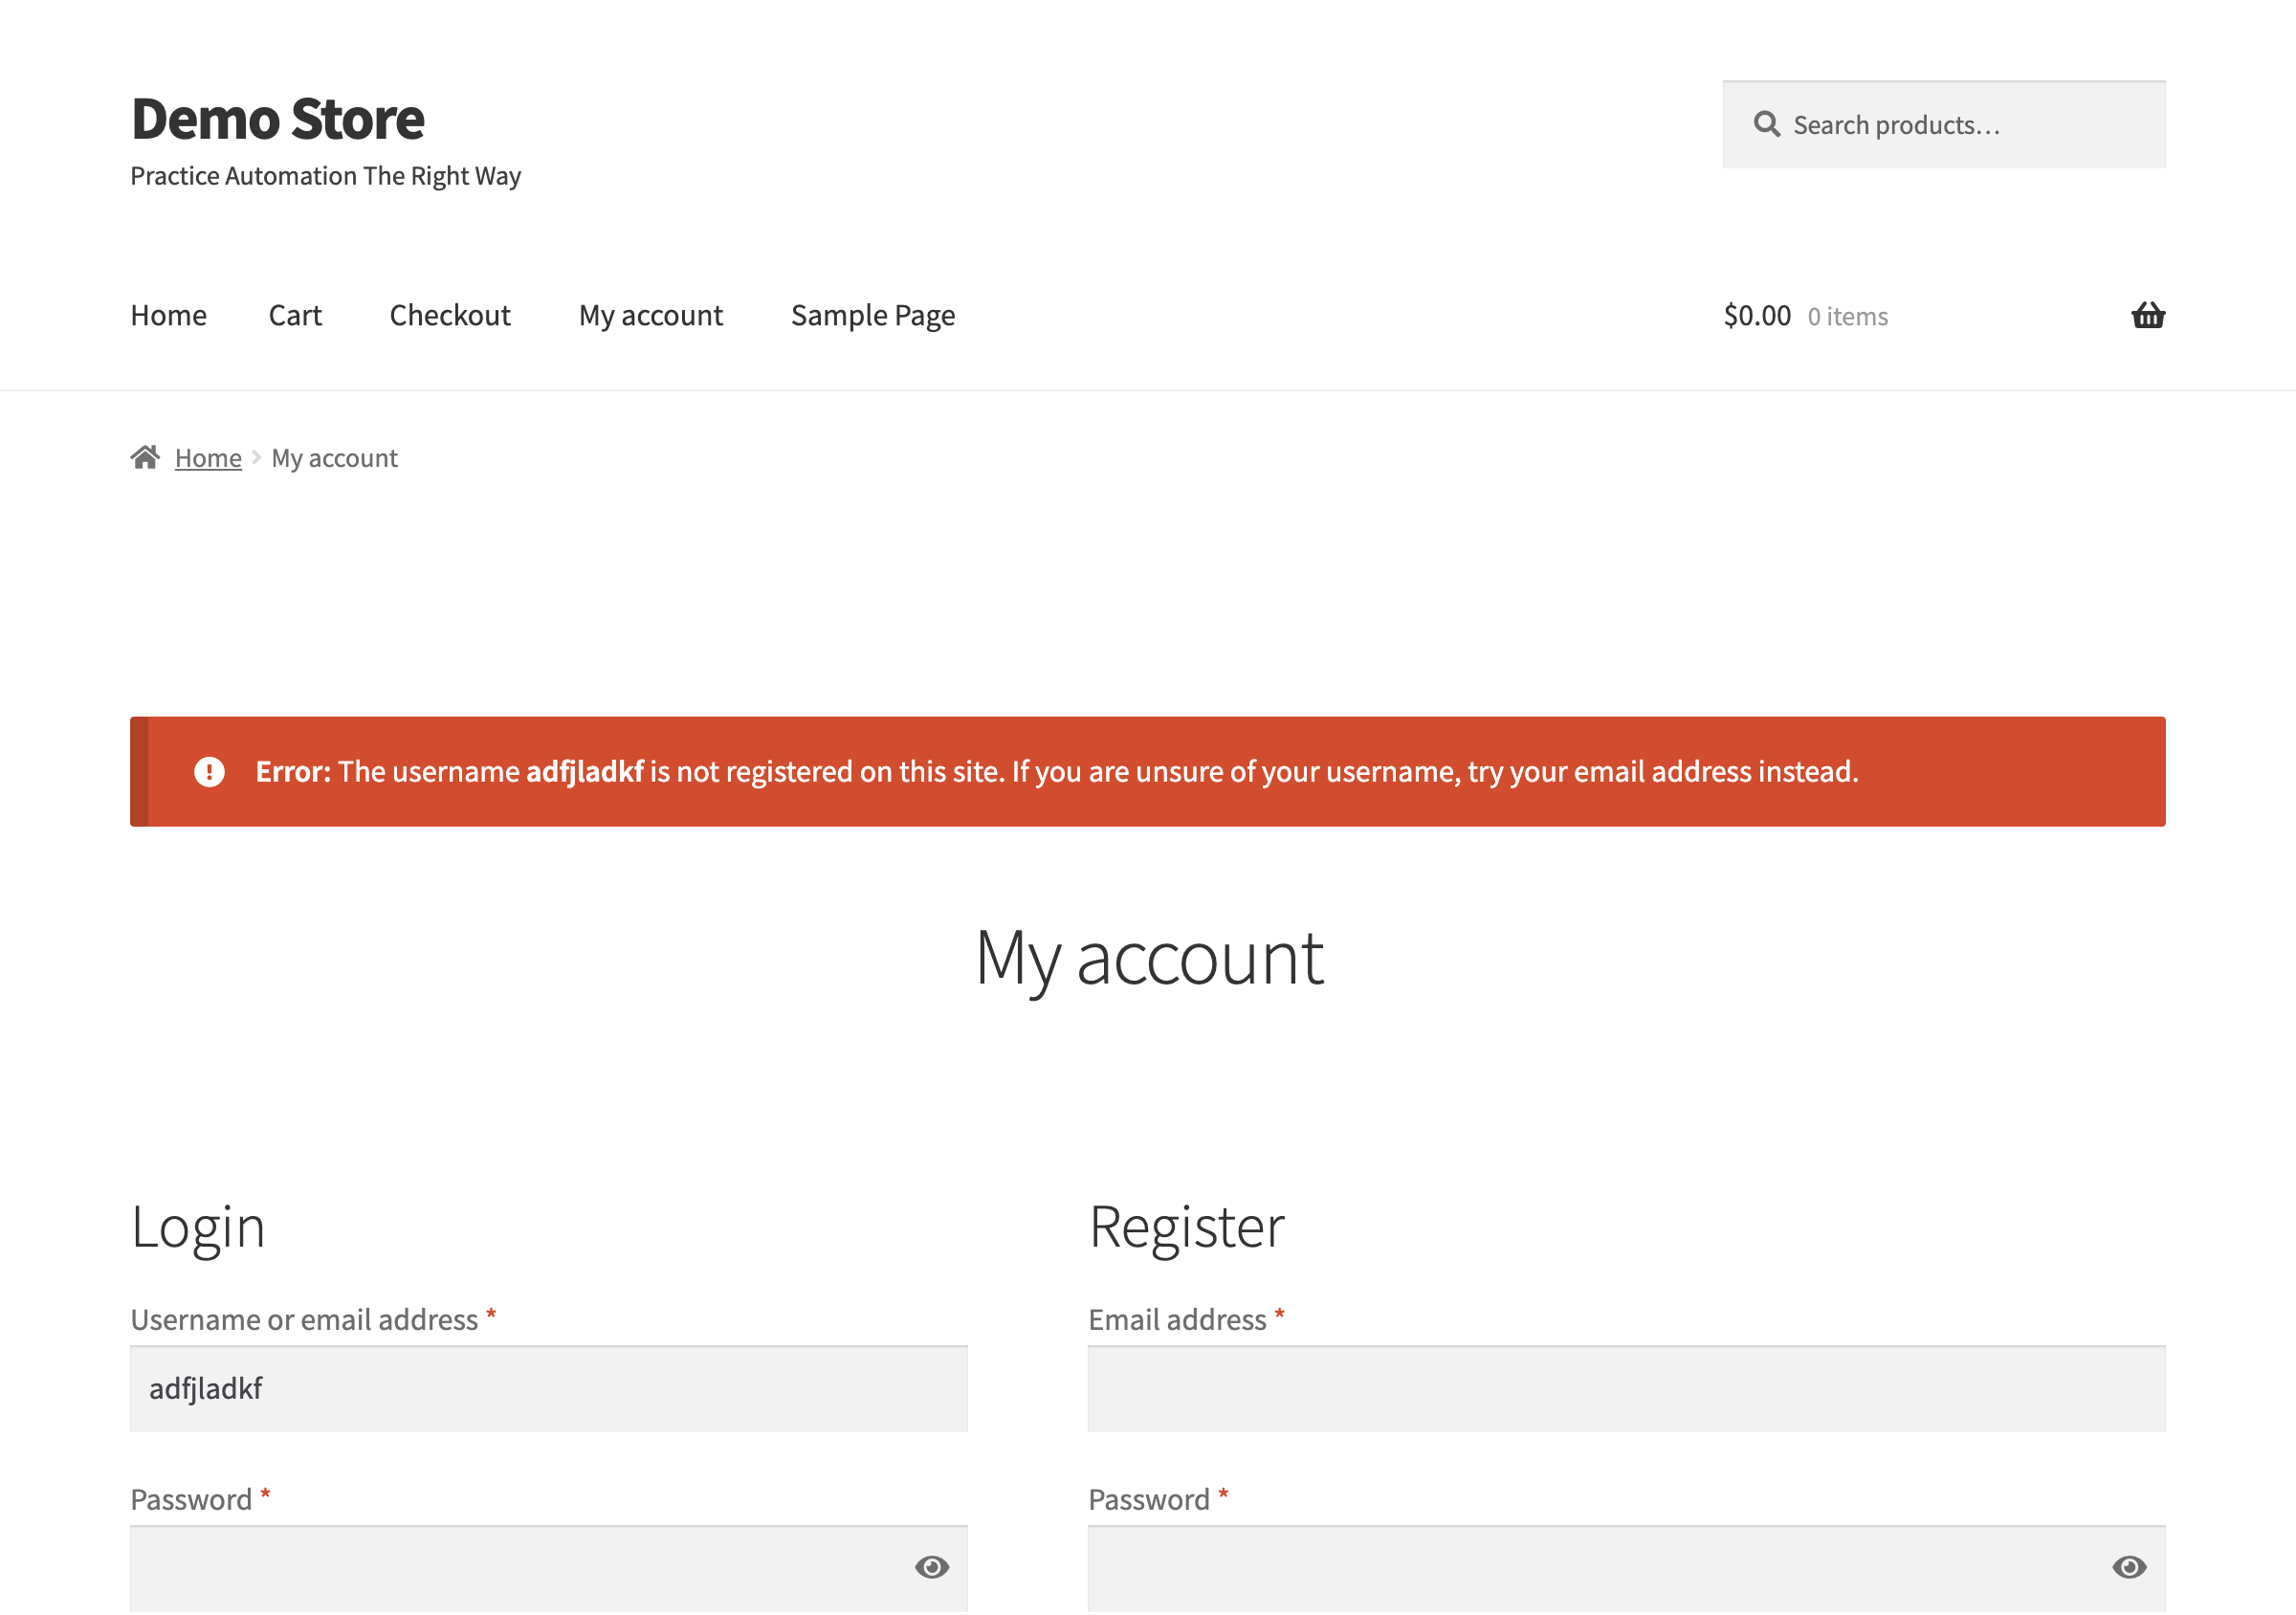 Demo Store
Practice Automation The Right Way
Search products…
Home Cart Checkout My account Sample Page
$0.00 0 items
Home My account
Error: The username adfjladkf is not registered on this site. If you are unsure of your username, try your email address instead.
My account
Login
Username or email address *
adfjladkf
Password *
Register
Email address *
Password *